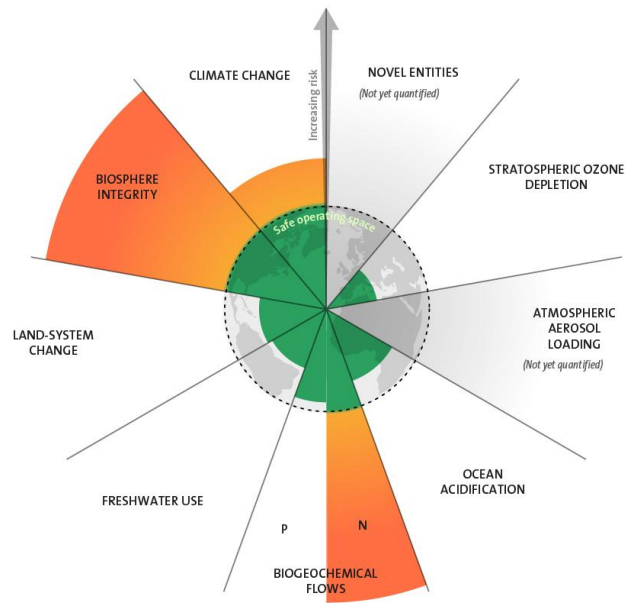 CLIMATE CHANGE
NOVEL ENTITIES
(Not yet quantified)
Increasing risk
STRATOSPHERIC OZONE
DEPLETION
BIOSPHERE
INTEGRITY
Safe operating space
ATMOSPHERIC
AEROSOL
LOADING
(Not yet quantified)
LAND-SYSTEM
CHANGE
OCEAN
ACIDIFICATION
FRESHWATER USE
P
N
BIOGEOCHEMICAL
FLOWS